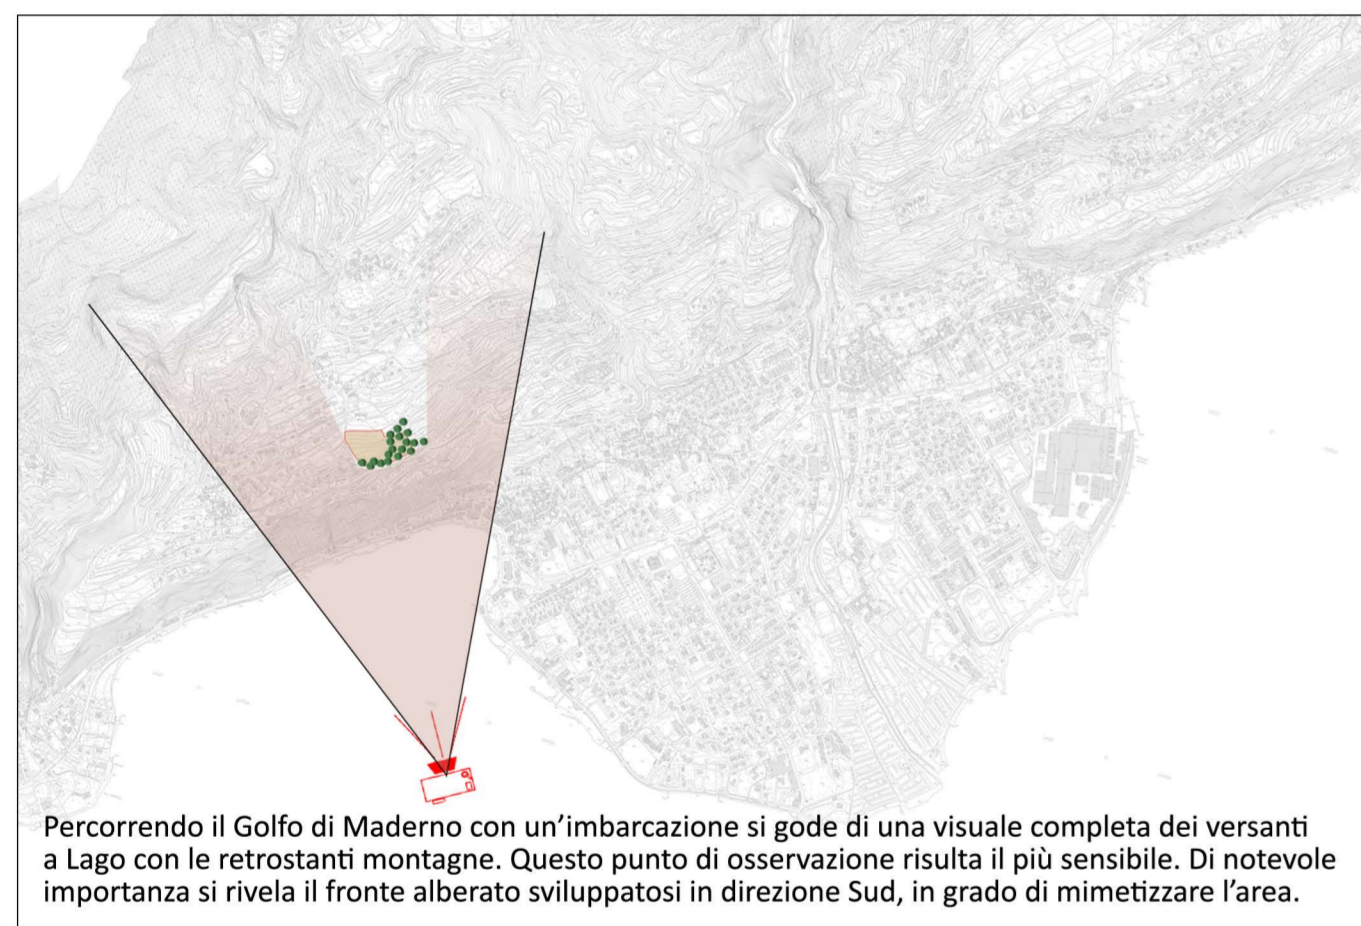 Percorrendo il Golfo di Maderno con un’imbarcazione si gode di una visuale completa dei versanti
a Lago con le retrostanti montagne. Questo punto di osservazione risulta il più sensibile. Di notevole
importanza si rivela il fronte alberato sviluppatosi in direzione Sud, in grado di mimetizzare l’area.